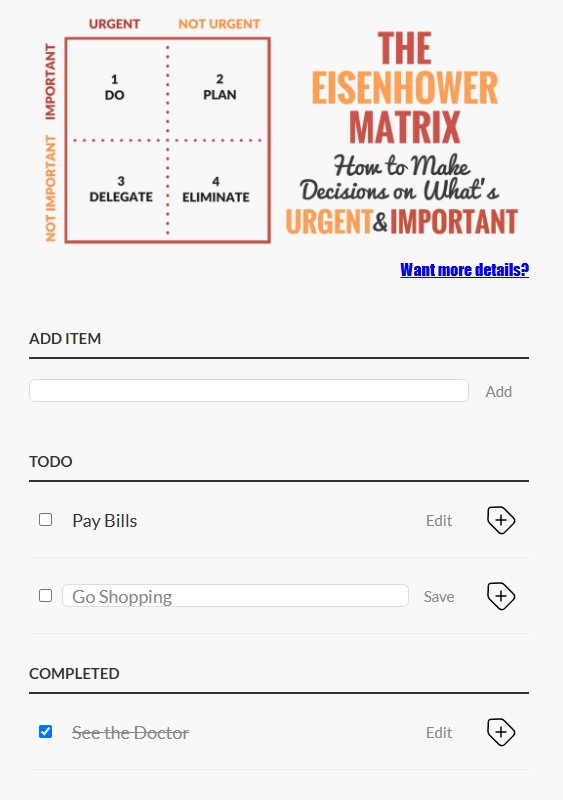 URGENT NOT URGENT
IMPORTANT
NOT IMPORTANT
1
DO
2
PLAN
3
DELEGATE
4
ELIMINATE
THE
EISENHOWER
MATRIX
How to Make
Decisions on What's
URGENT & IMPORTANT
Want more details?
ADD ITEM
Add
TODO
Pay Bills Edit
Go Shopping Save
COMPLETED
See the Doctor Edit